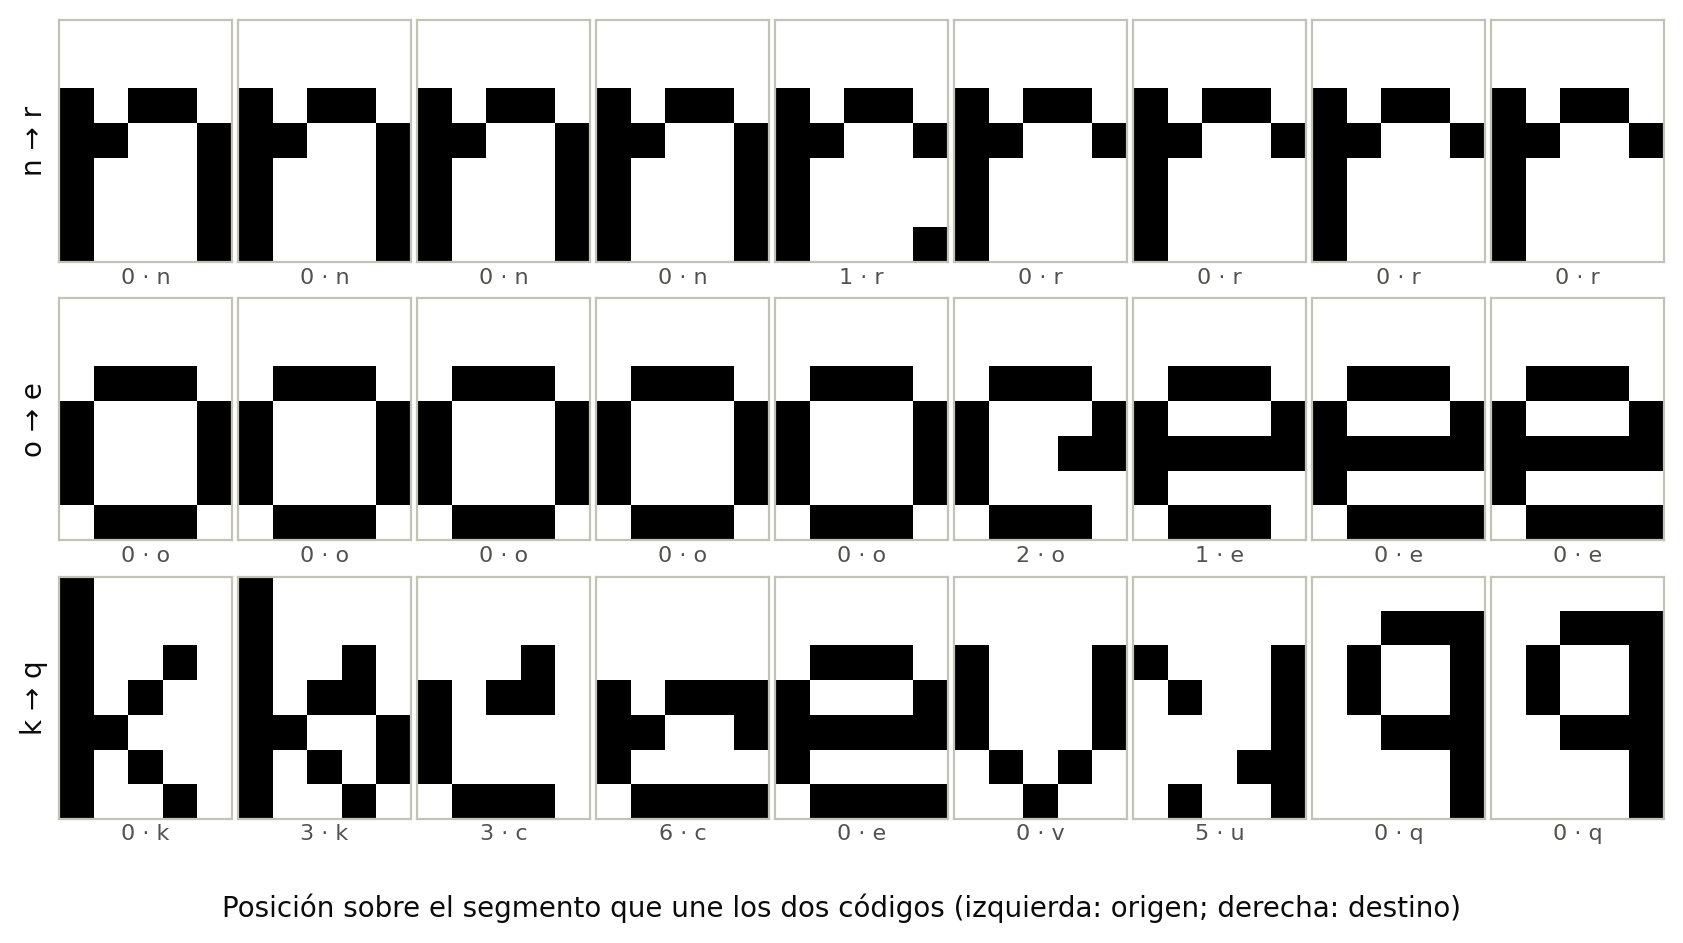 n → r
0 · n 0 · n 0 · n 0 · n 1 · r 0 · r 0 · r 0 · r 0 · r
o → e
0 · o 0 · o 0 · o 0 · o 0 · o 2 · o 1 · e 0 · e 0 · e
k → q
0 · k 3 · k 3 · c 6 · c 0 · e 0 · v 5 · u 0 · q 0 · q
Posición sobre el segmento que une los dos códigos (izquierda: origen; derecha: destino)